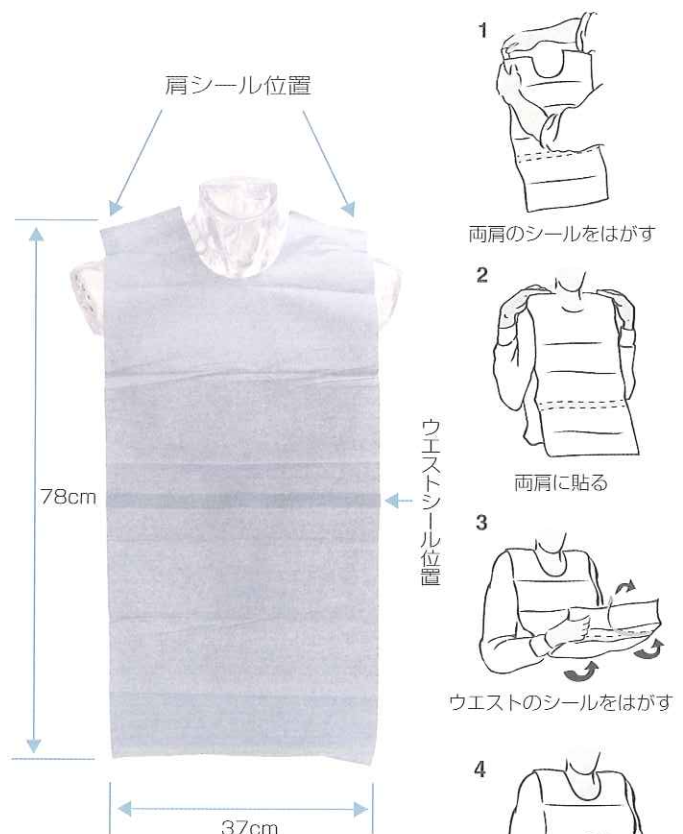 肩シール位置
78cm
37cm
ウエストシール位置
1
両肩のシールをはがす
2
両肩に貼る
3
ウエストのシールをはがす
4